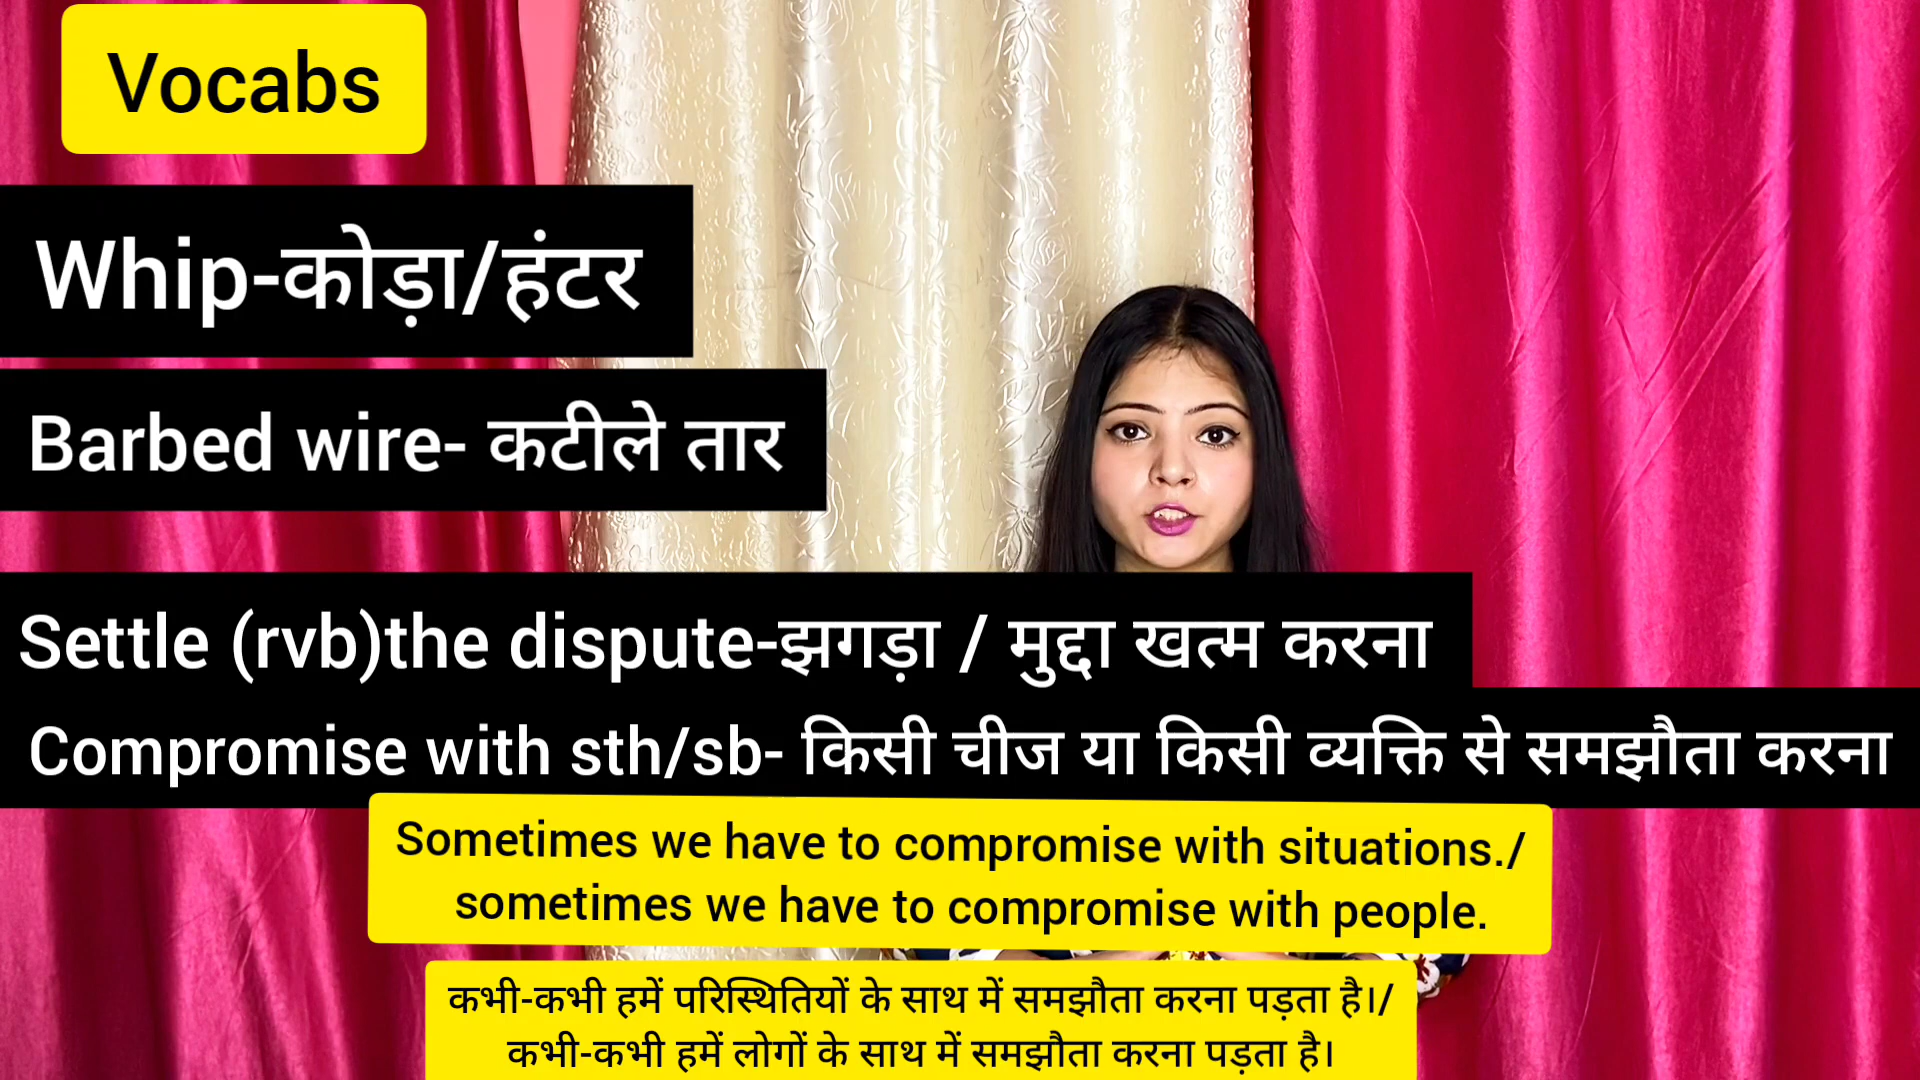 Vocabs
Whip-कोड़ा/हंटर
Barbed wire- कटीले तार
Settle (rvb)the dispute-झगड़ा / मुद्दा खत्म करना
Compromise with sth/sb- किसी चीज या किसी व्यक्ति से समझौता करना
Sometimes we have to compromise with situations./
sometimes we have to compromise with people.
कभी-कभी हमें परिस्थितियों के साथ में समझौता करना पड़ता है।/
कभी-कभी हमें लोगों के साथ में समझौता करना पड़ता है।